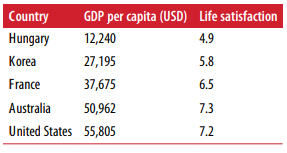 Country GDP per capita (USD) Life satisfaction
Hungary 12,240 4.9
Korea 27,195 5.8
France 37,675 6.5
Australia 50,962 7.3
United States 55,805 7.2